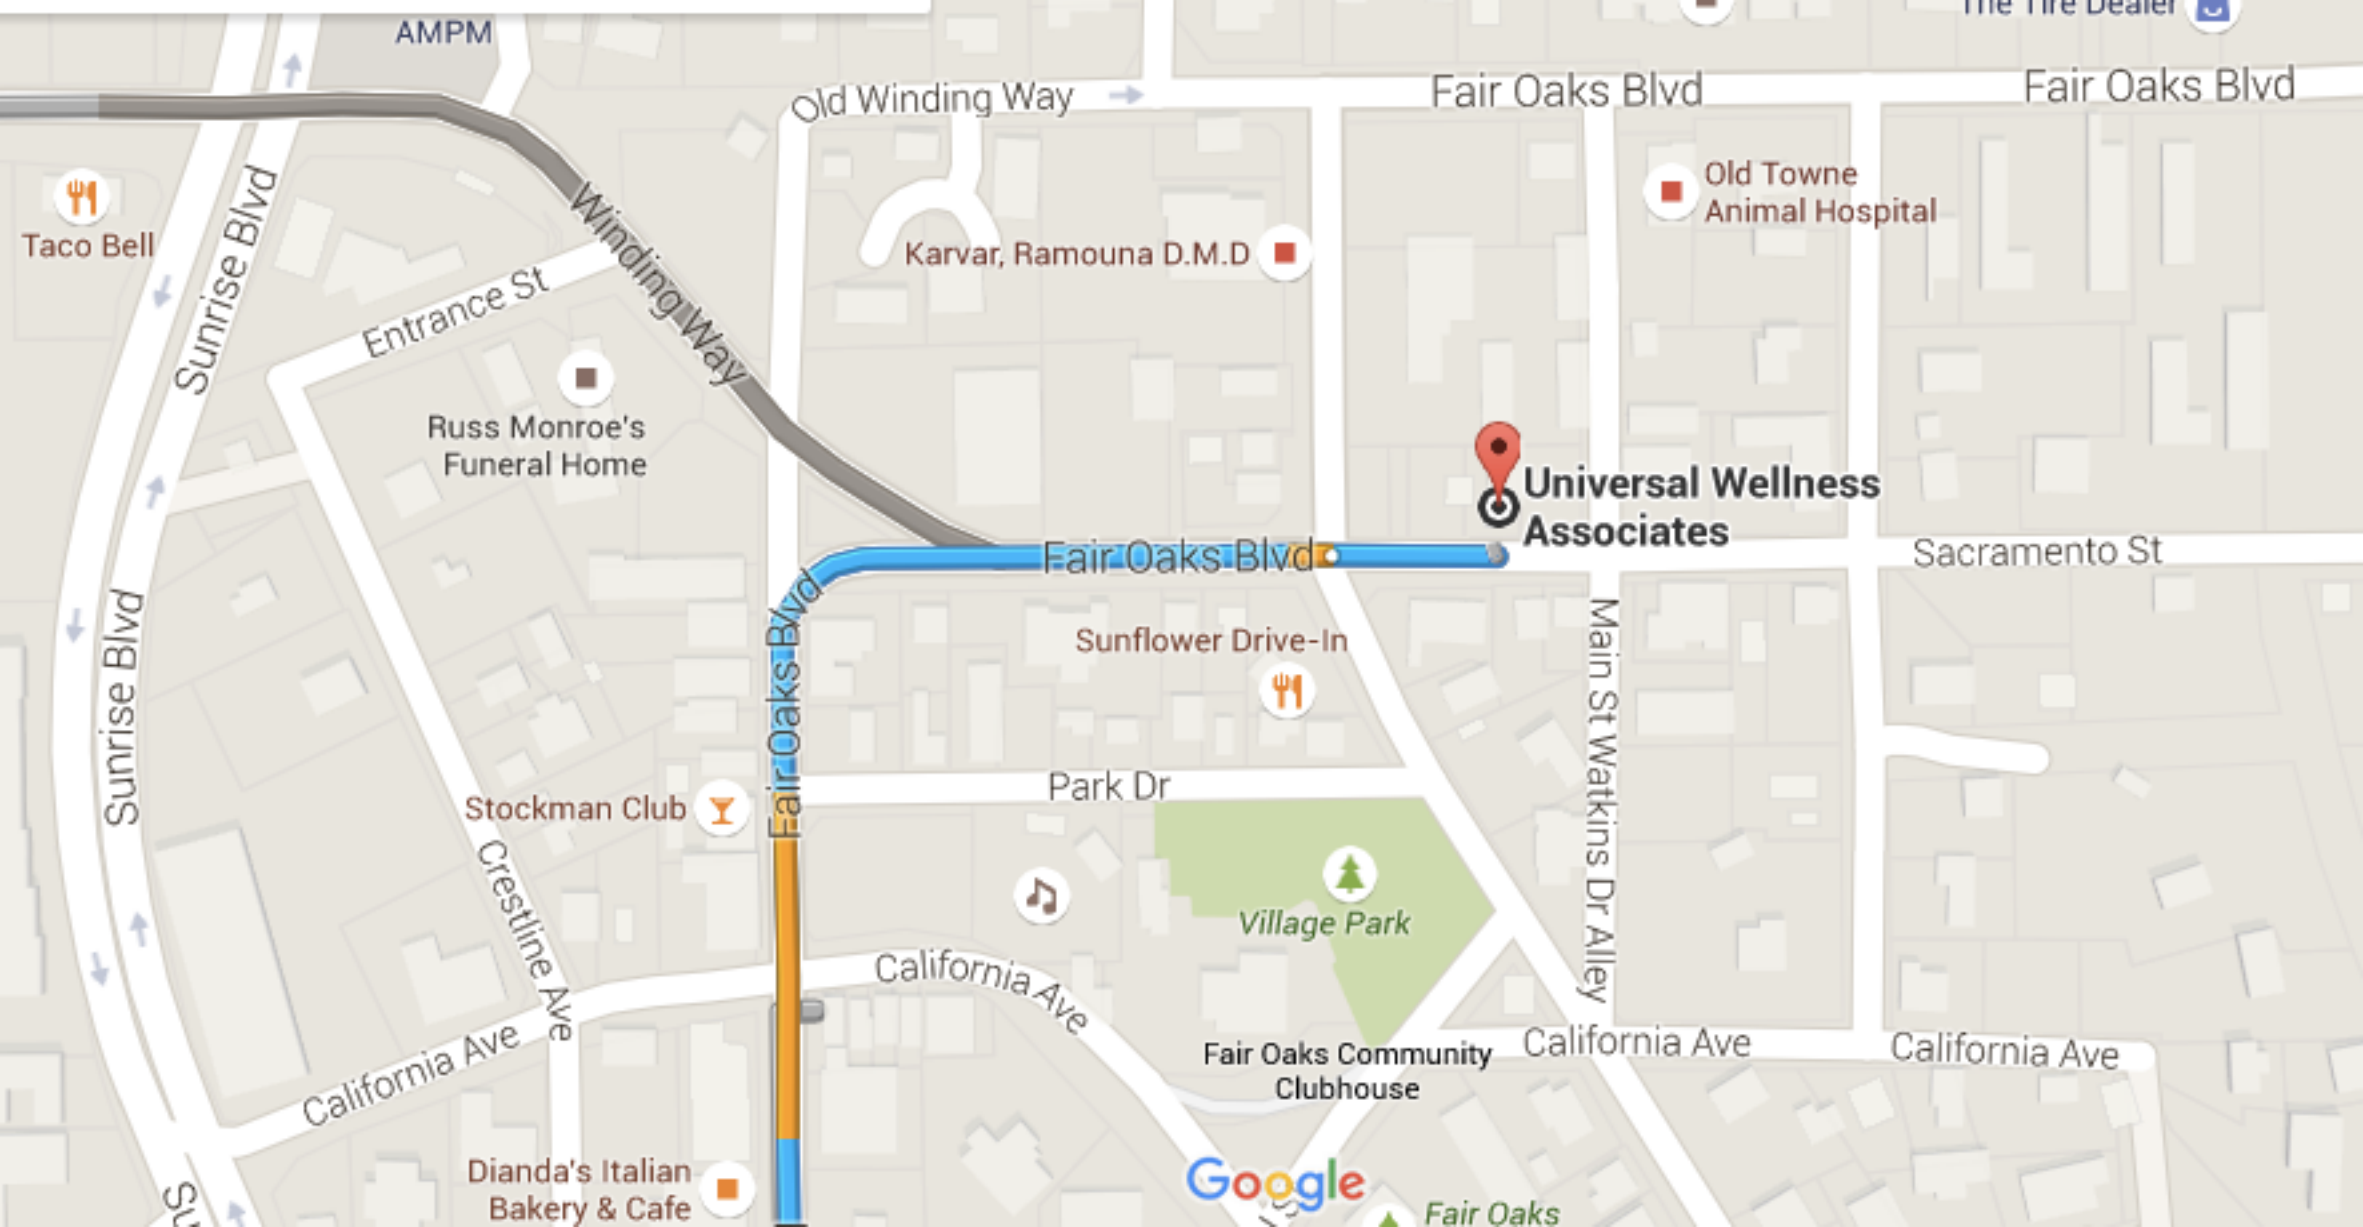 AMPM
The Tire Dealer
Old Winding Way
Fair Oaks Blvd
Fair Oaks Blvd
Old Towne
Animal Hospital
Taco Bell
Sunrise Blvd
Winding Way
Karvar, Ramouna D.M.D
Entrance St
Russ Monroe's
Funeral Home
Universal Wellness
Associates
Fair Oaks Blvd
Sacramento St
Sunrise Blvd
Fair Oaks Blvd
Sunflower Drive-In
Main St Watkins Dr Alley
Park Dr
Stockman Club
Crestline Ave
Village Park
California Ave
California Ave
Fair Oaks Community
Clubhouse
California Ave
California Ave
Dianda's Italian
Bakery & Cafe
Google
Fair Oaks